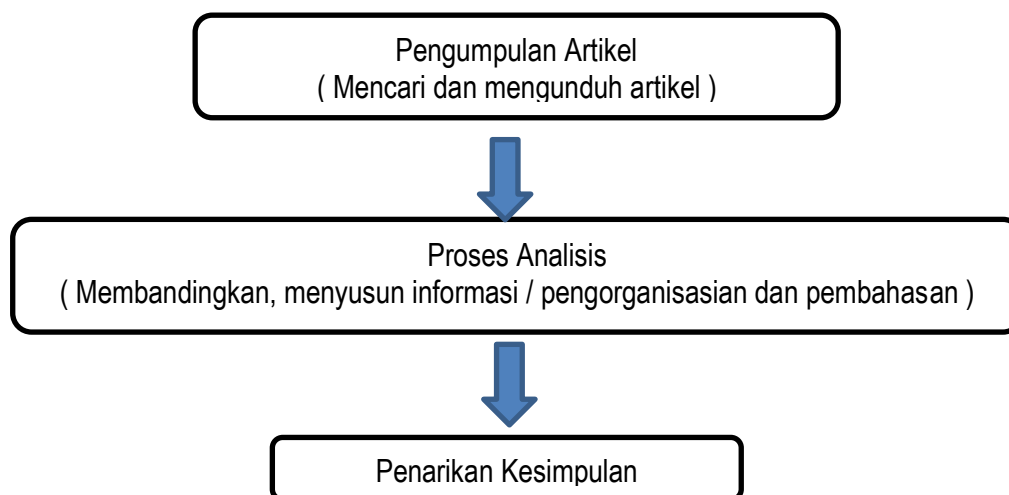 Pengumpulan Artikel
( Mencari dan mengunduh artikel )
Proses Analisis
( Membandingkan, menyusun informasi / pengorganisasian dan pembahasan )
Penarikan Kesimpulan